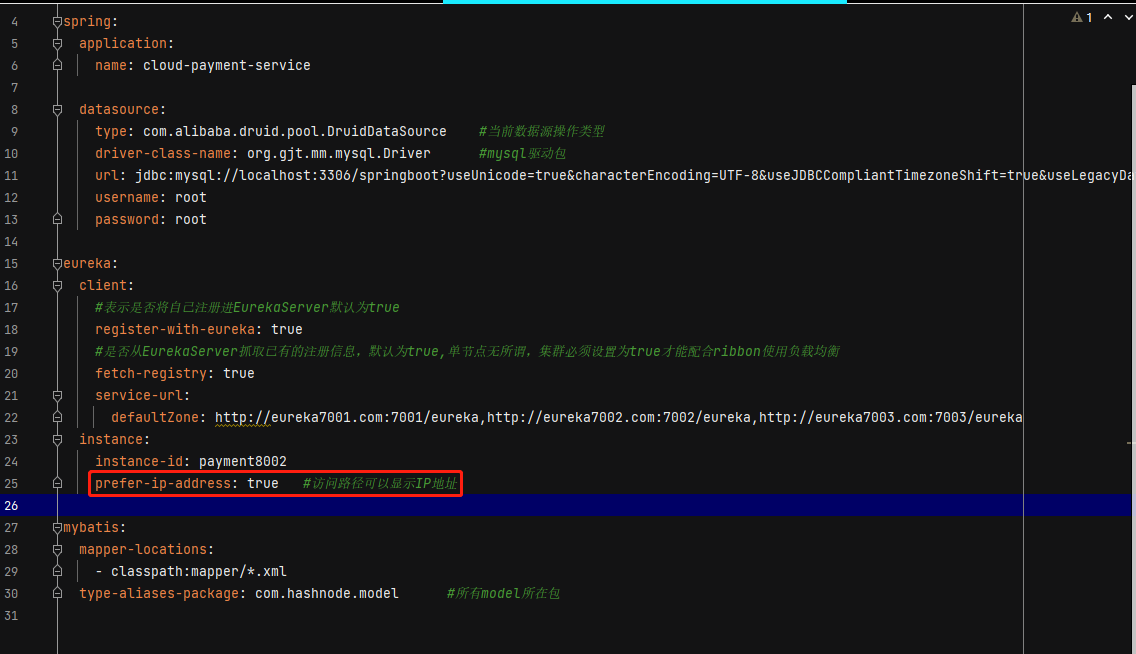 1
4 spring:
5 application:
6 name: cloud-payment-service
7
8 datasource:
9 type: com.alibaba.druid.pool.DruidDataSource #当前数据源操作类型
10 driver-class-name: org.gjt.mm.mysql.Driver #mysql驱动包
11 url: jdbc:mysql://localhost:3306/springboot?useUnicode=true&characterEncoding=UTF-8&useJDBCCompliantTimezoneShift=true&useLegacyDa
12 username: root
13 password: root
14
15 eureka:
16 client:
17 #表示是否将自己注册进EurekaServer默认为true
18 register-with-eureka: true
19 #是否从EurekaServer抓取已有的注册信息，默认为true,单节点无所谓，集群必须设置为true才能配合ribbon使用负载均衡
20 fetch-registry: true
21 service-url:
22 defaultZone: http://eureka7001.com:7001/eureka,http://eureka7002.com:7002/eureka,http://eureka7003.com:7003/eureka
23 instance:
24 instance-id: payment8002
25 prefer-ip-address: true #访问路径可以显示IP地址
26
27 mybatis:
28 mapper-locations:
29 - classpath:mapper/*.xml
30 type-aliases-package: com.hashnode.model #所有model所在包
31